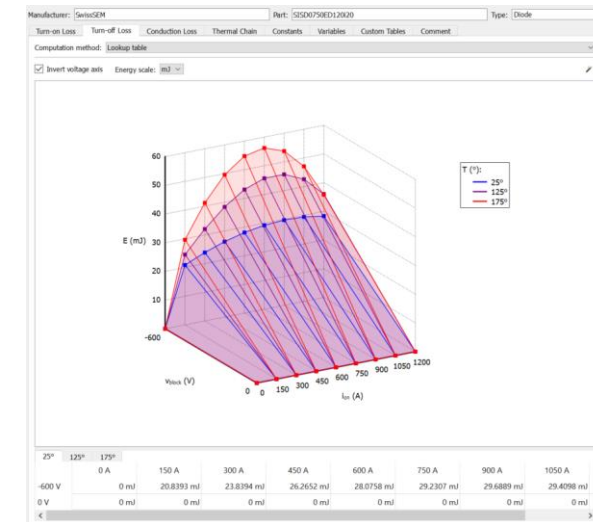 Manufacturer: SwissSEM Part: SISD0750ED120i20 Type: Diode
Turn-on Loss Turn-off Loss Conduction Loss Thermal Chain Constants Variables Custom Tables Comment
Computation method: Lookup table
Invert voltage axis Energy scale: mJ
60
50
40
E (mJ) 30
20
10
-600
0
Vblock (V)
0 150 300 450 600 750 900 1050 1200
Ion (A)
T (°):
25°
125°
175°
25° 125° 175°
0 A 150 A 300 A 450 A 600 A 750 A 900 A 1050 A
-600 V 0 mJ 20.8393 mJ 23.8394 mJ 26.2652 mJ 28.0758 mJ 29.2307 mJ 29.6889 mJ 29.4098 mJ
0 V 0 mJ 0 mJ 0 mJ 0 mJ 0 mJ 0 mJ 0 mJ 0 mJ